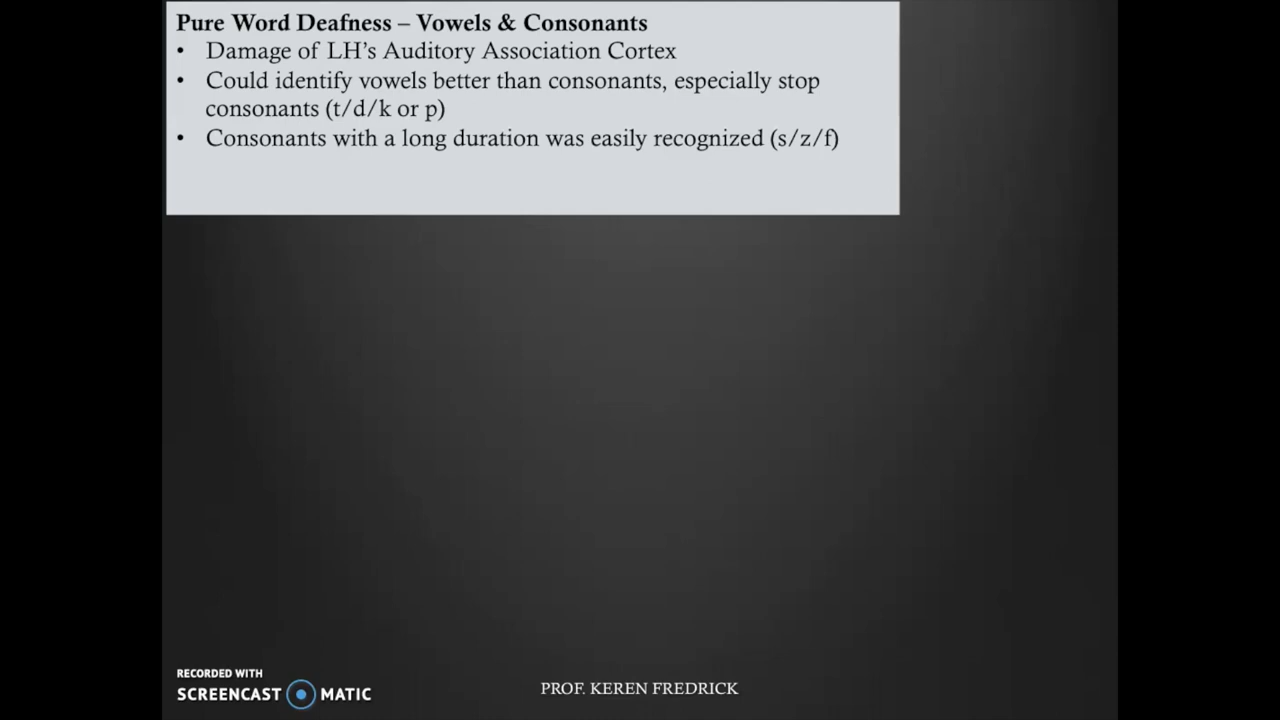 Pure Word Deafness – Vowels & Consonants
• Damage of LH's Auditory Association Cortex
• Could identify vowels better than consonants, especially stop
consonants (t/d/k or p)
• Consonants with a long duration was easily recognized (s/z/f)
RECORDED WITH
SCREENCAST MATIC
PROF. KEREN FREDRICK